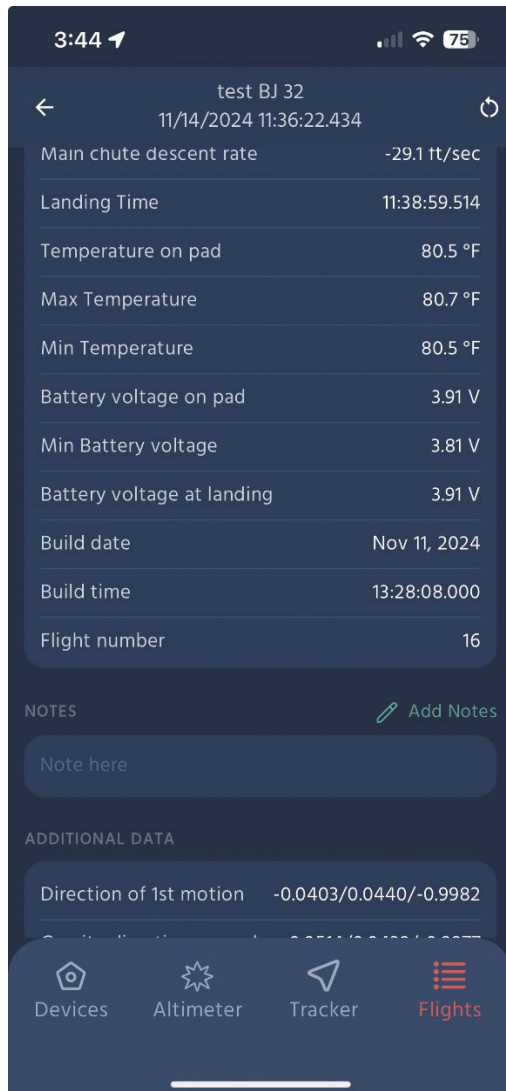 3:44
75
test BJ 32
11/14/2024 11:36:22.434
Main chute descent rate -29.1 ft/sec
Landing Time 11:38:59.514
Temperature on pad 80.5 °F
Max Temperature 80.7 °F
Min Temperature 80.5 °F
Battery voltage on pad 3.91 V
Min Battery voltage 3.81 V
Battery voltage at landing 3.91 V
Build date Nov 11, 2024
Build time 13:28:08.000
Flight number 16
NOTES Add Notes
Note here
ADDITIONAL DATA
Direction of 1st motion -0.0403/0.0440/-0.9982
Devices Altimeter Tracker Flights